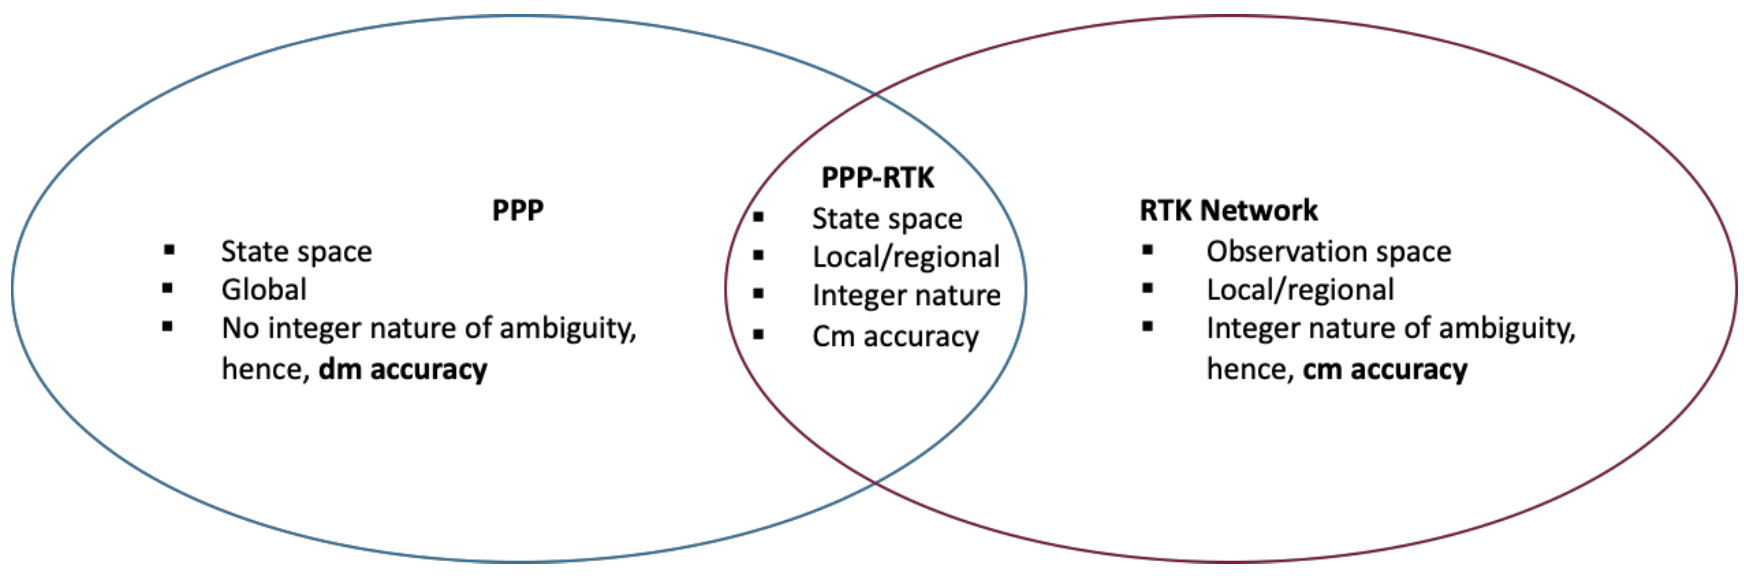 PPP
▪ State space
▪ Global
▪ No integer nature of ambiguity,
hence, dm accuracy
PPP-RTK
▪ State space
▪ Local/regional
▪ Integer nature
▪ Cm accuracy
RTK Network
▪ Observation space
▪ Local/regional
▪ Integer nature of ambiguity,
hence, cm accuracy